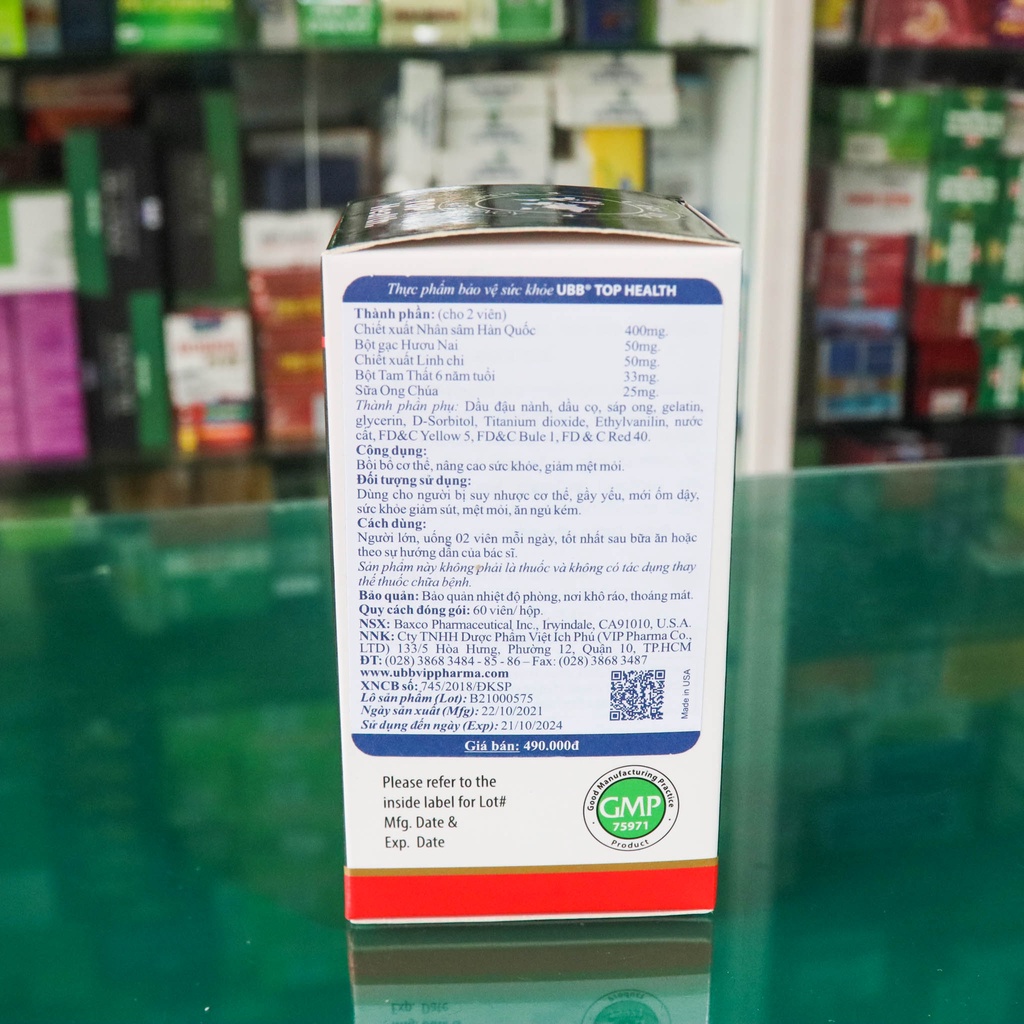 Thực phẩm bảo vệ sức khỏe UBB® TOP HEALTH
Thành phần: (cho 2 viên)
Chiết xuất Nhân sâm Hàn Quốc 400mg.
Bột gạc Hươu Nai 50mg.
Chiết xuất Linh chi 50mg.
Bột Tam Thất 6 năm tuổi 33mg.
Sữa Ong Chúa 25mg.
Thành phần phụ: Dầu đậu nành, dầu cọ, sáp ong, gelatin,
glycerin, D-Sorbitol, Titanium dioxide, Ethylvanilin, nước
cất, FD&C Yellow 5, FD&C Bule 1, FD & C Red 40.
Công dụng:
Bồi bổ cơ thể, nâng cao sức khỏe, giảm mệt mỏi.
Đối tượng sử dụng:
Dùng cho người bị suy nhược cơ thể, gầy yếu, mới ốm dậy,
sức khỏe giảm sút, mệt mỏi, ăn ngủ kém.
Cách dùng:
Người lớn, uống 02 viên mỗi ngày, tốt nhất sau bữa ăn hoặc
theo sự hướng dẫn của bác sĩ.
Sản phẩm này không phải là thuốc và không có tác dụng thay
thế thuốc chữa bệnh.
Bảo quản: Bảo quản nhiệt độ phòng, nơi khô ráo, thoáng mát.
Quy cách đóng gói: 60 viên/ hộp.
NSX: Baxco Pharmaceutical, Inc., Irwindale, CA91010, U.S.A.
NNK: Cty TNHH Dược Phẩm Việt Ích Phú (VIP Pharma Co.,
LTD) 133/5 Hòa Hưng, Phường 12, Quận 10, TP.HCM
ĐT: (028) 3868 3484 - 85 - 86 – Fax: (028) 3868 3487
www.ubbvippharma.com
XNCB số: 745/2018/ĐKSP
Lô sản phẩm (Lot): B21000575
Ngày sản xuất (Mfg): 22/10/2021
Sử dụng đến ngày (Exp): 21/10/2024
Made in USA
Giá bán: 490.000đ
Please refer to the
inside label for Lot#
Mfg. Date &
Exp. Date
Good Manufacturing Practice
GMP
75971
Product